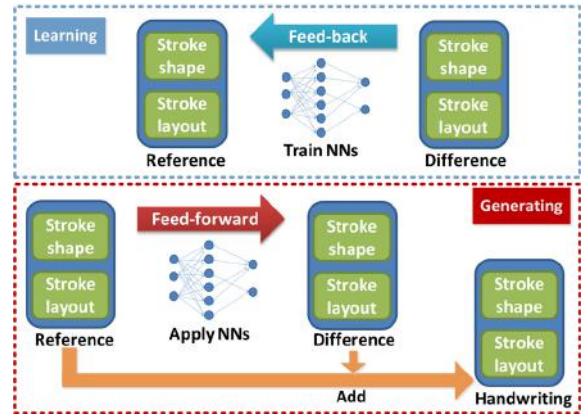 Learning
Stroke
shape
Stroke
layout
Reference
Feed-back
Train NNs
Stroke
shape
Stroke
layout
Difference
Generating
Stroke
shape
Stroke
layout
Reference
Feed-forward
Apply NNs
Stroke
shape
Stroke
layout
Difference
Add
Stroke
shape
Stroke
layout
Handwriting